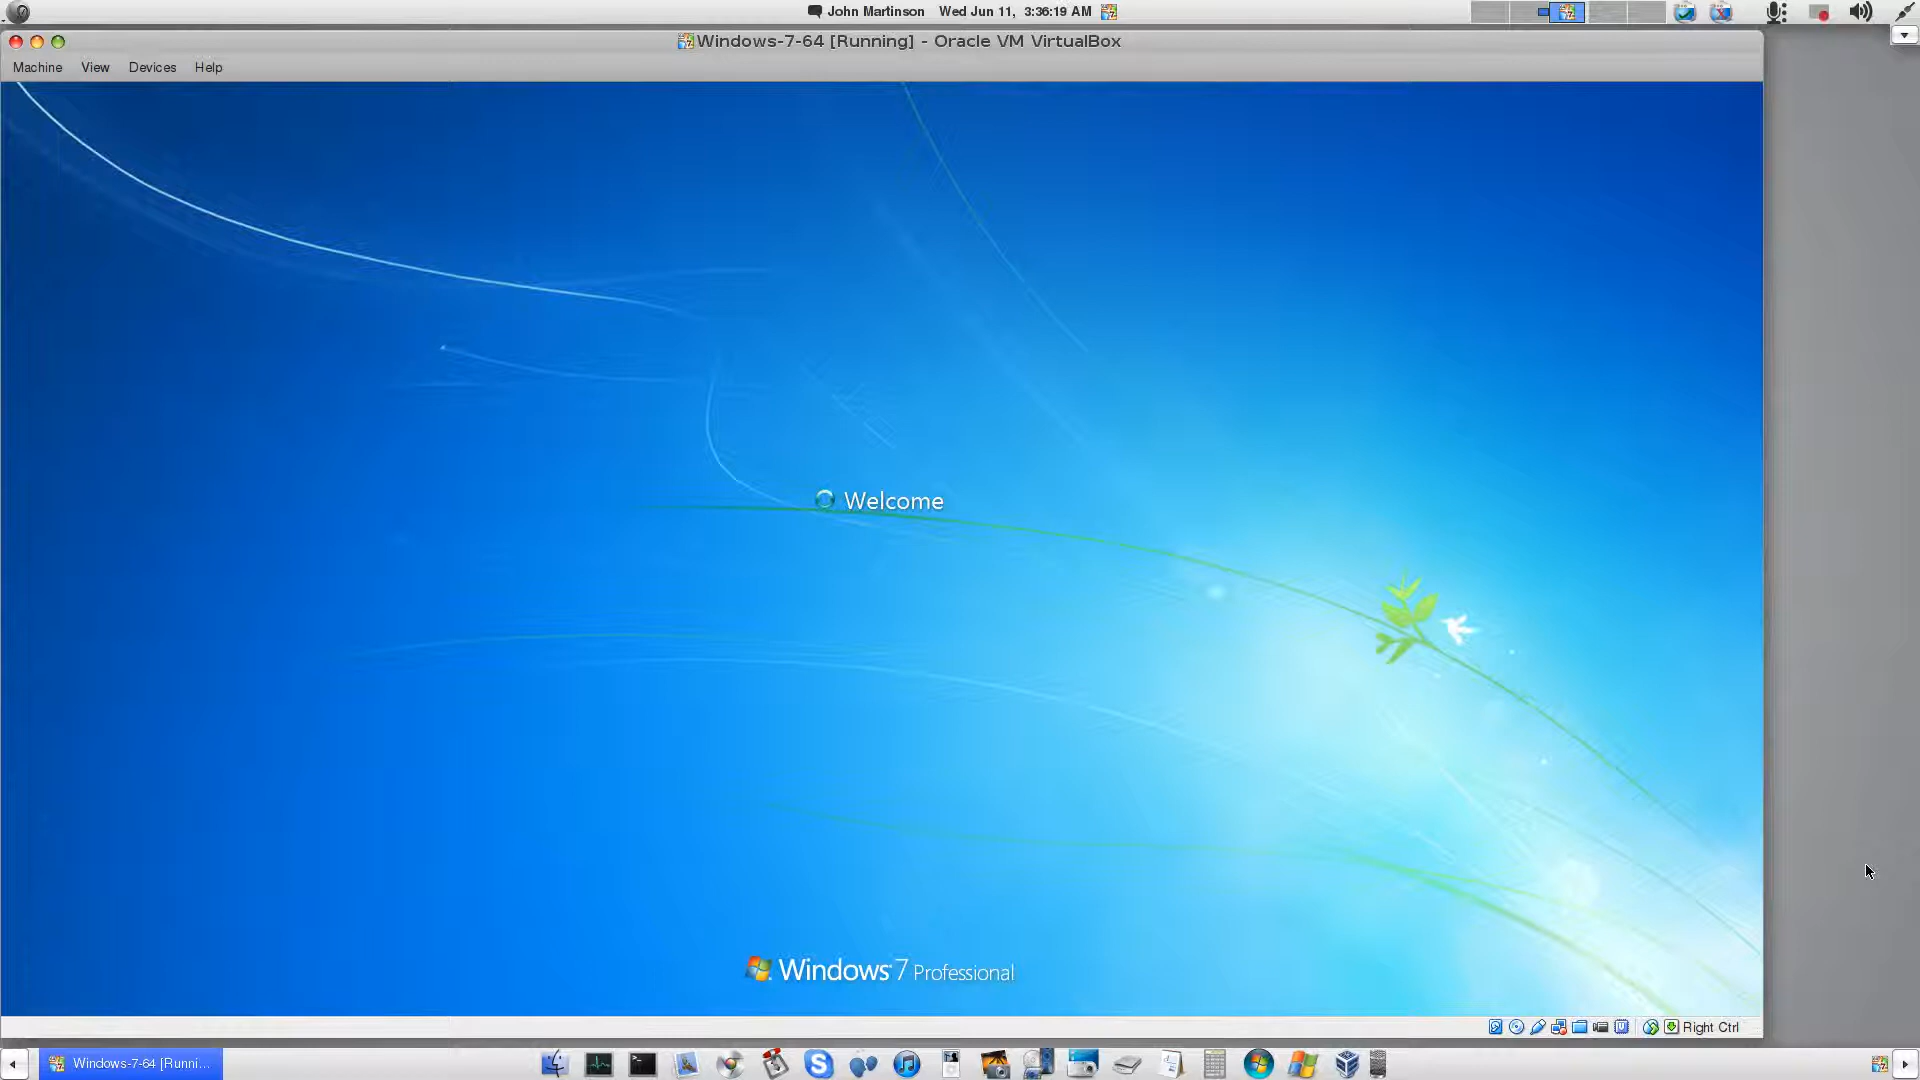 John Martinson Wed Jun 11, 3:36:19 AM
Windows-7-64 [Running] - Oracle VM VirtualBox
Machine View Devices Help
Welcome
Windows 7 Professional
Right Ctrl
Windows-7-64 [Runni...